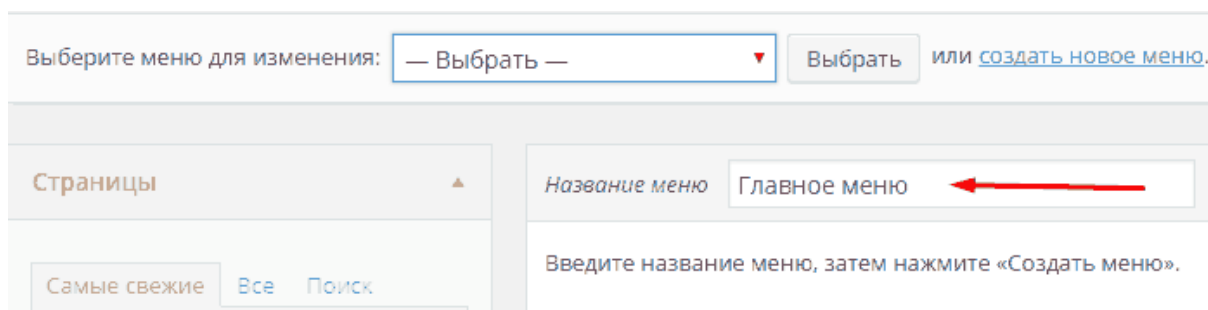 Выберите меню для изменения: — Выбрать — Выбрать или создать новое меню.
Страницы
Название меню Главное меню
Самые свежие Все Поиск
Введите название меню, затем нажмите «Создать меню».